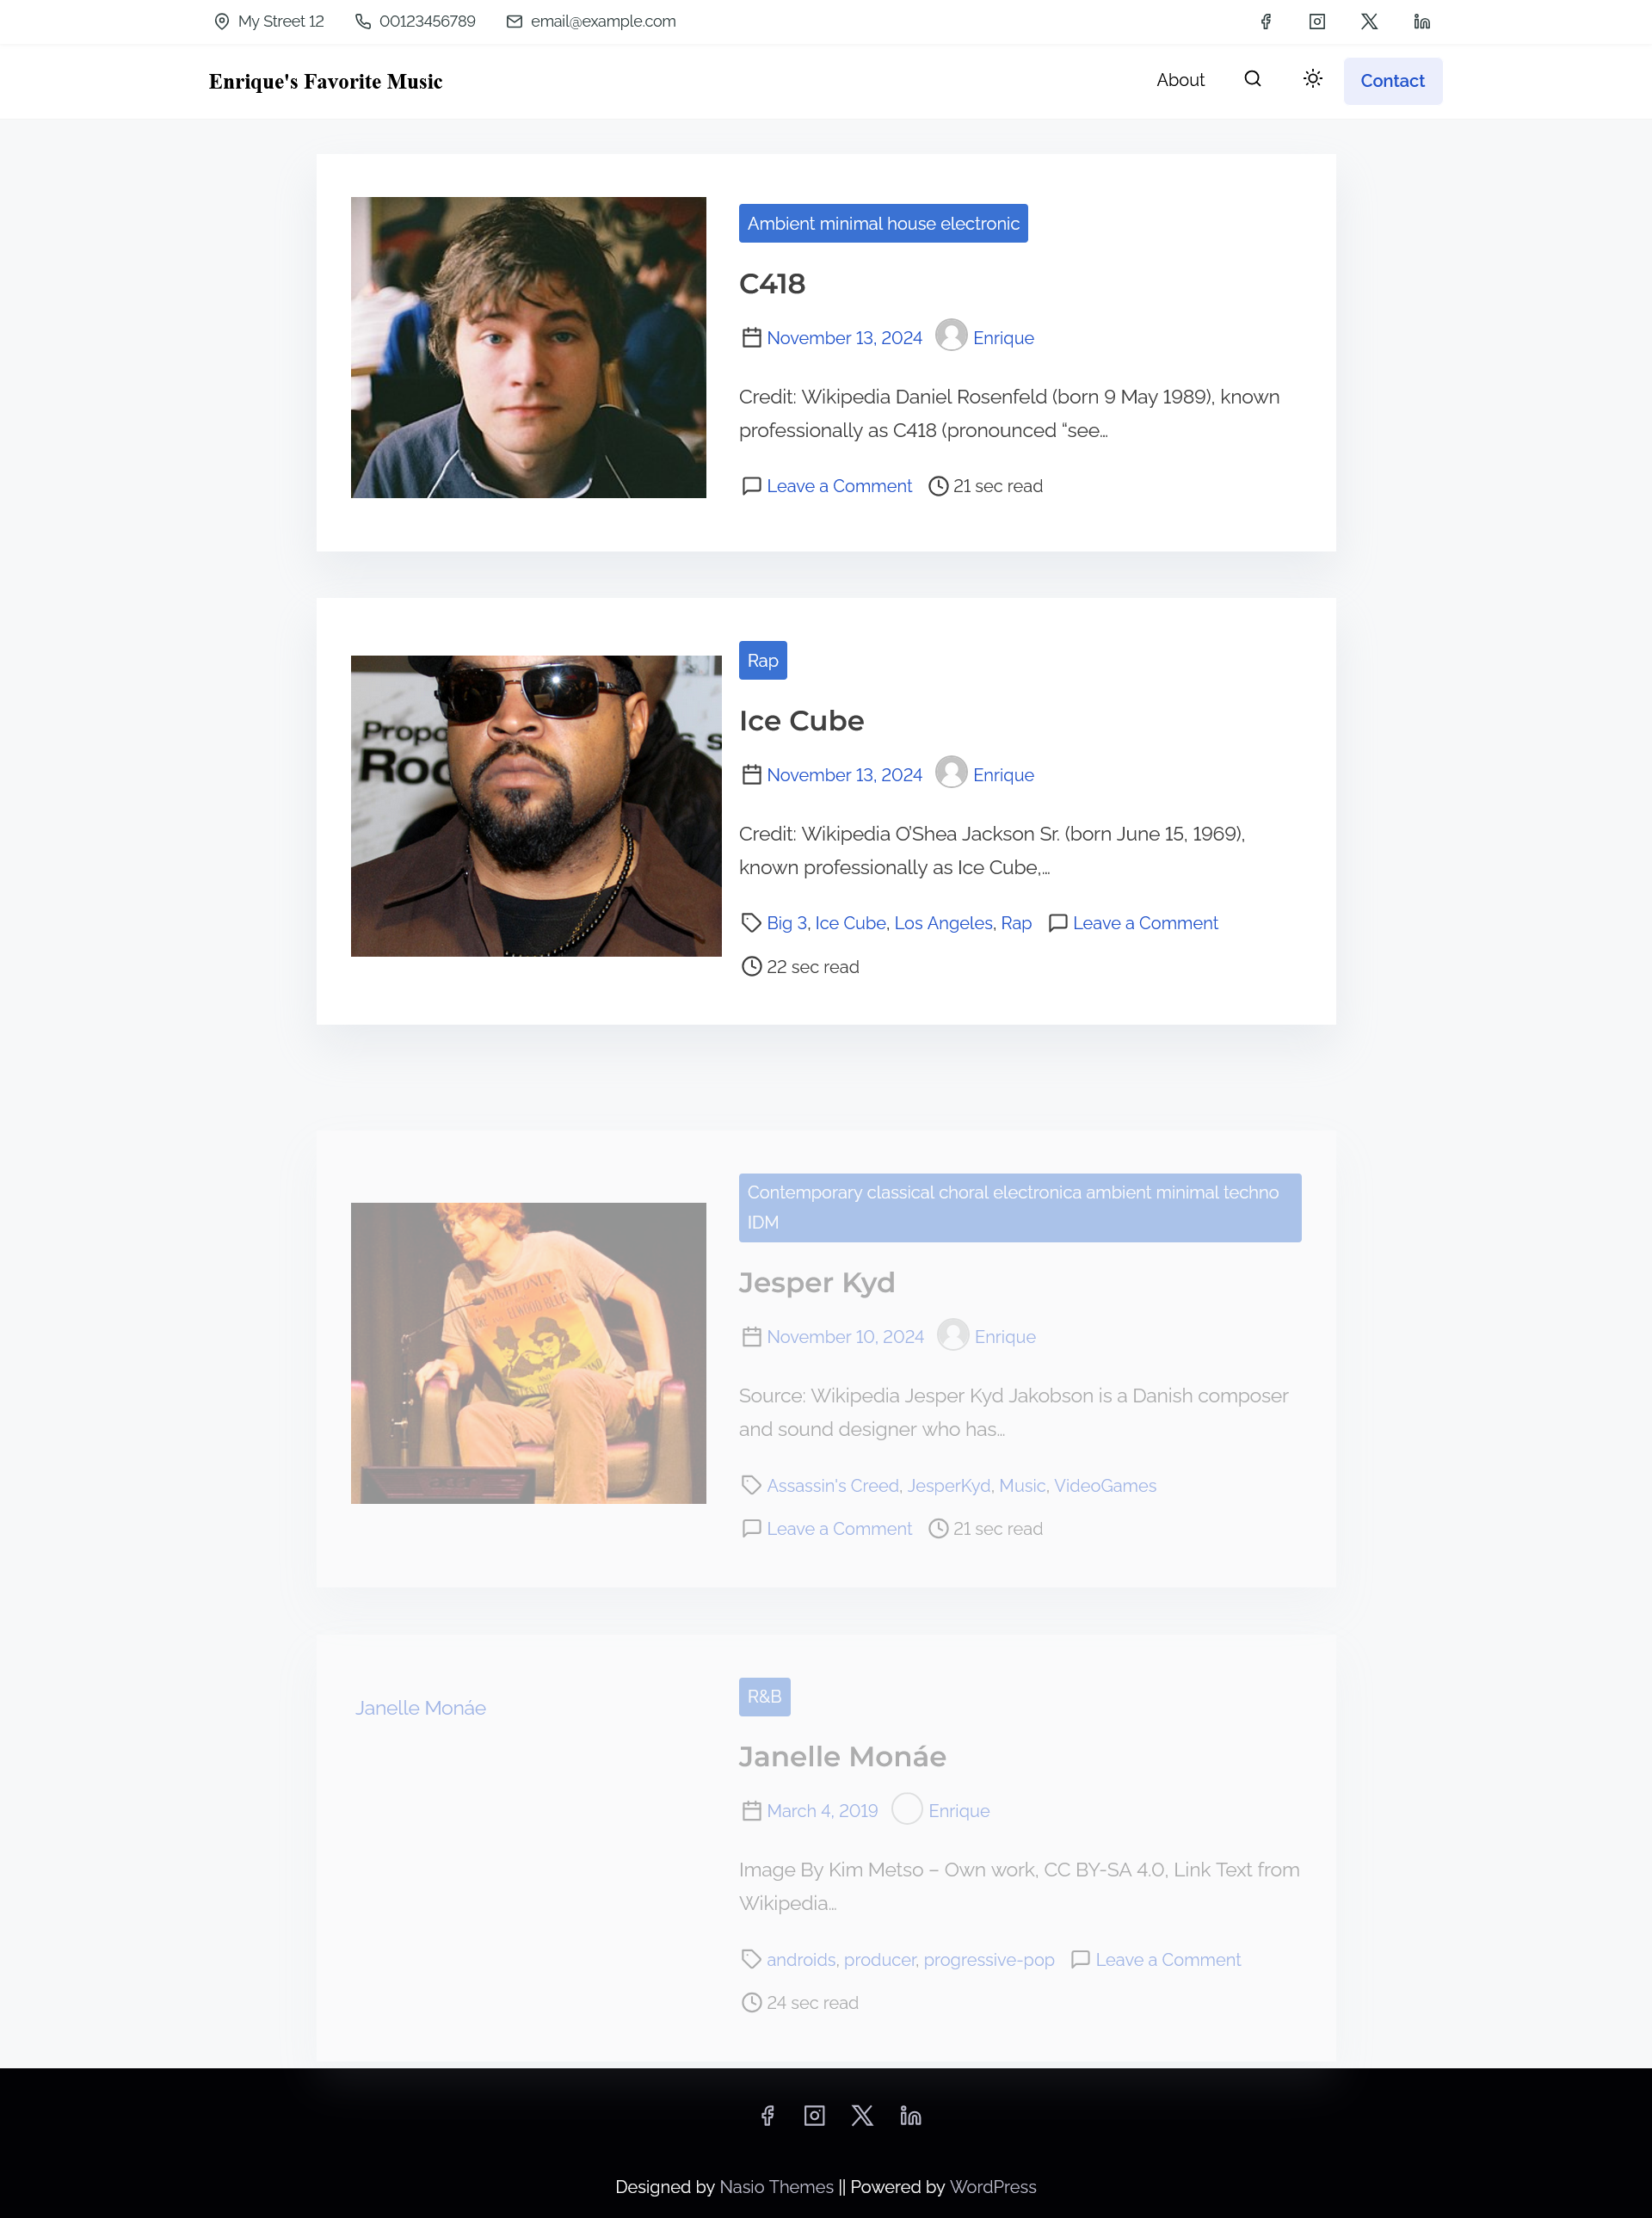 My Street 12 00123456789 email@example.com
Enrique's Favorite Music About Contact
Ambient minimal house electronic
C418
November 13, 2024 Enrique
Credit: Wikipedia Daniel Rosenfeld (born 9 May 1989), known
professionally as C418 (pronounced “see...
Leave a Comment 21 sec read
Propo
Roc
s
Rap
Ice Cube
November 13, 2024 Enrique
Credit: Wikipedia O’Shea Jackson Sr. (born June 15, 1969),
known professionally as Ice Cube,...
Big 3, Ice Cube, Los Angeles, Rap Leave a Comment
22 sec read
Contemporary classical choral electronica ambient minimal techno
IDM
Jesper Kyd
November 10, 2024 Enrique
Source: Wikipedia Jesper Kyd Jakobson is a Danish composer
and sound designer who has...
Assassin's Creed, JesperKyd, Music, VideoGames
Leave a Comment 21 sec read
Janelle Monáe
R&B
Janelle Monáe
March 4, 2019 Enrique
Image By Kim Metso – Own work, CC BY-SA 4.0, Link Text from
Wikipedia...
androids, producer, progressive-pop Leave a Comment
24 sec read
Designed by Nasio Themes || Powered by WordPress